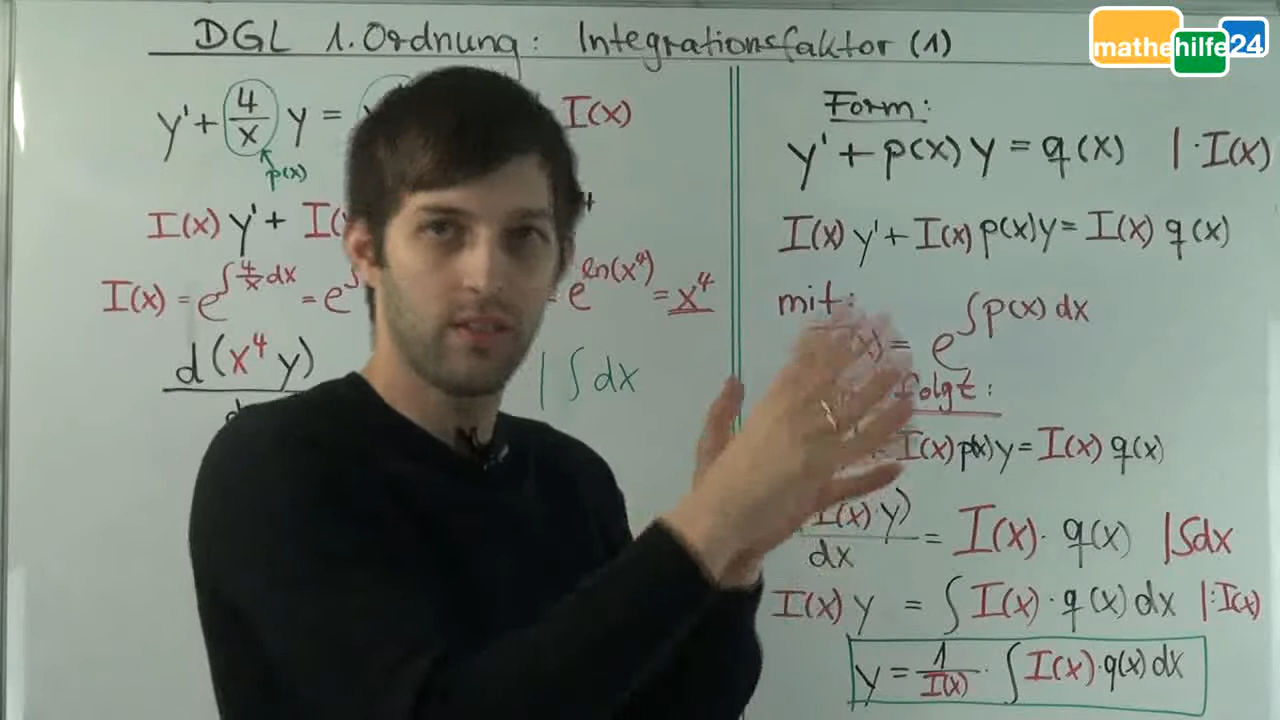 DGL 1. Ordnung: Integrationsfaktor (1)
mathehilfe24
y' + 4/x y =
I(x)
p(x)
I(x) y' +
I(x) = e^∫4/x dx = e^∫
= e^ln(x⁴) = x⁴
d(x⁴ y)
| ∫ dx
Form:
y' + p(x) y = q(x) | · I(x)
I(x) y' + I(x) p(x) y = I(x) q(x)
mit:
= e^∫p(x) dx
folgt:
I(x) p(x) y = I(x) q(x)
I(x) · y) / dx = I(x) · q(x) | ∫dx
I(x) y = ∫ I(x) · q(x) dx | : I(x)
y = 1/I(x) · ∫ I(x) · q(x) dx